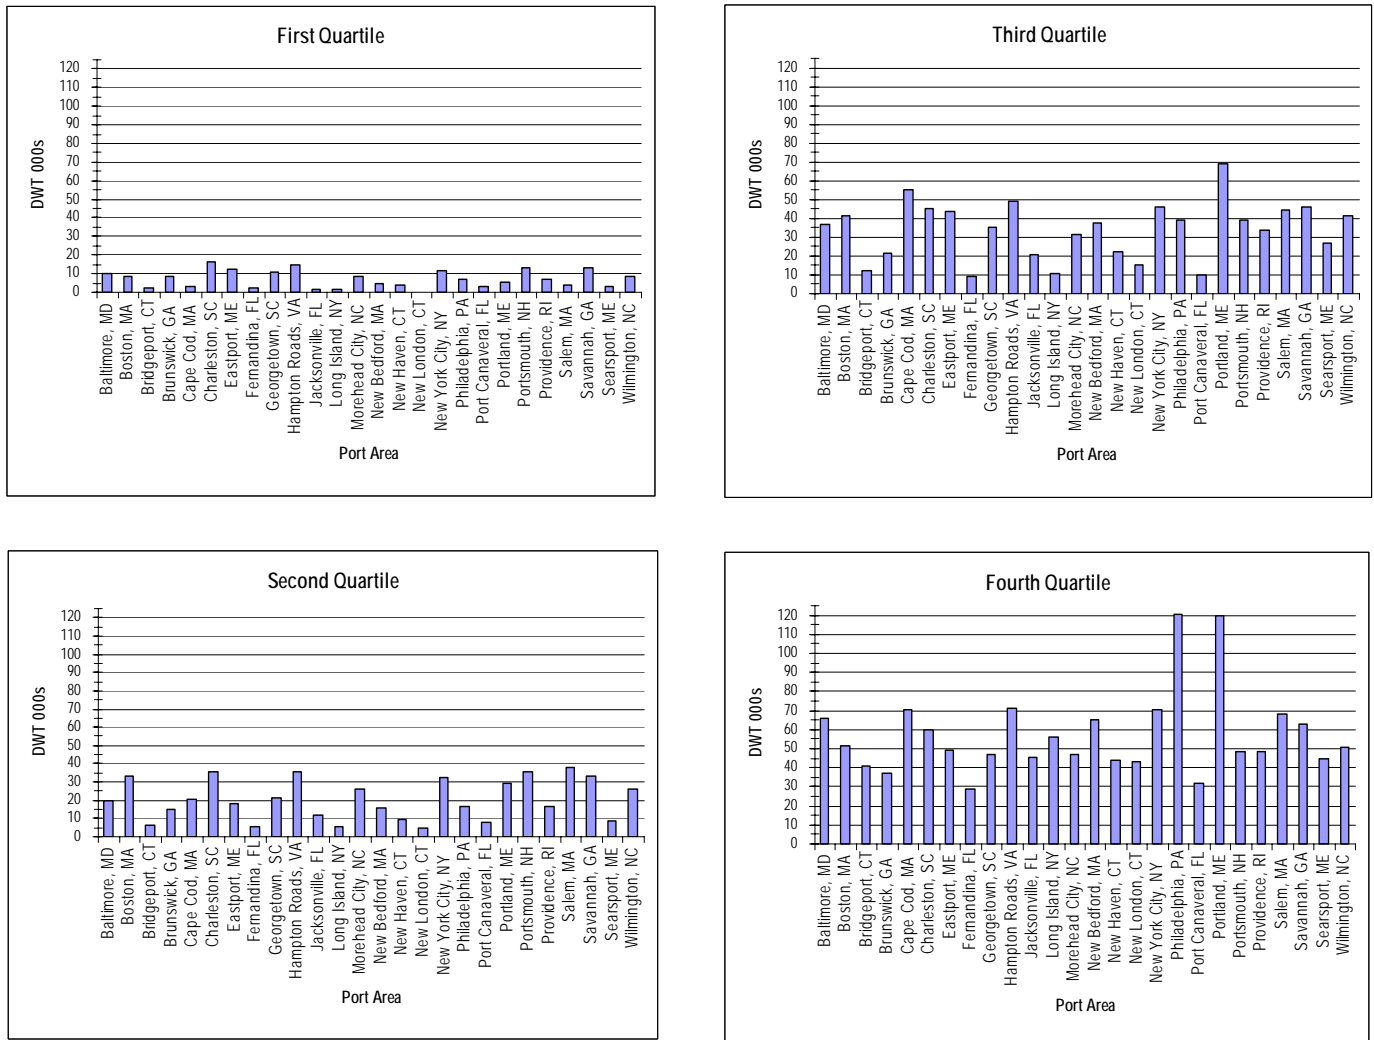 First Quartile
120
110
100
90
80
70
60
50
40
30
20
10
0
DWT 000s
Baltimore, MD
Boston, MA
Bridgeport, CT
Brunswick, GA
Cape Cod, MA
Charleston, SC
Eastport, ME
Fernandina, FL
Georgetown, SC
Hampton Roads, VA
Jacksonville, FL
Long Island, NY
Morehead City, NC
New Bedford, MA
New Haven, CT
New London, CT
New York City, NY
Philadelphia, PA
Port Canaveral, FL
Portland, ME
Portsmouth, NH
Providence, RI
Salem, MA
Savannah, GA
Searsport, ME
Wilmington, NC
Port Area
Third Quartile
120
110
100
90
80
70
60
50
40
30
20
10
0
DWT 000s
Baltimore, MD
Boston, MA
Bridgeport, CT
Brunswick, GA
Cape Cod, MA
Charleston, SC
Eastport, ME
Fernandina, FL
Georgetown, SC
Hampton Roads, VA
Jacksonville, FL
Long Island, NY
Morehead City, NC
New Bedford, MA
New Haven, CT
New London, CT
New York City, NY
Philadelphia, PA
Port Canaveral, FL
Portland, ME
Portsmouth, NH
Providence, RI
Salem, MA
Savannah, GA
Searsport, ME
Wilmington, NC
Port Area
Second Quartile
120
110
100
90
80
70
60
50
40
30
20
10
0
DWT 000s
Baltimore, MD
Boston, MA
Bridgeport, CT
Brunswick, GA
Cape Cod, MA
Charleston, SC
Eastport, ME
Fernandina, FL
Georgetown, SC
Hampton Roads, VA
Jacksonville, FL
Long Island, NY
Morehead City, NC
New Bedford, MA
New Haven, CT
New London, CT
New York City, NY
Philadelphia, PA
Port Canaveral, FL
Portland, ME
Portsmouth, NH
Providence, RI
Salem, MA
Savannah, GA
Searsport, ME
Wilmington, NC
Port Area
Fourth Quartile
120
110
100
90
80
70
60
50
40
30
20
10
0
DWT 000s
Baltimore, MD
Boston, MA
Bridgeport, CT
Brunswick, GA
Cape Cod, MA
Charleston, SC
Eastport, ME
Fernandina, FL
Georgetown, SC
Hampton Roads, VA
Jacksonville, FL
Long Island, NY
Morehead City, NC
New Bedford, MA
New Haven, CT
New London, CT
New York City, NY
Philadelphia, PA
Port Canaveral, FL
Portland, ME
Portsmouth, NH
Providence, RI
Salem, MA
Savannah, GA
Searsport, ME
Wilmington, NC
Port Area